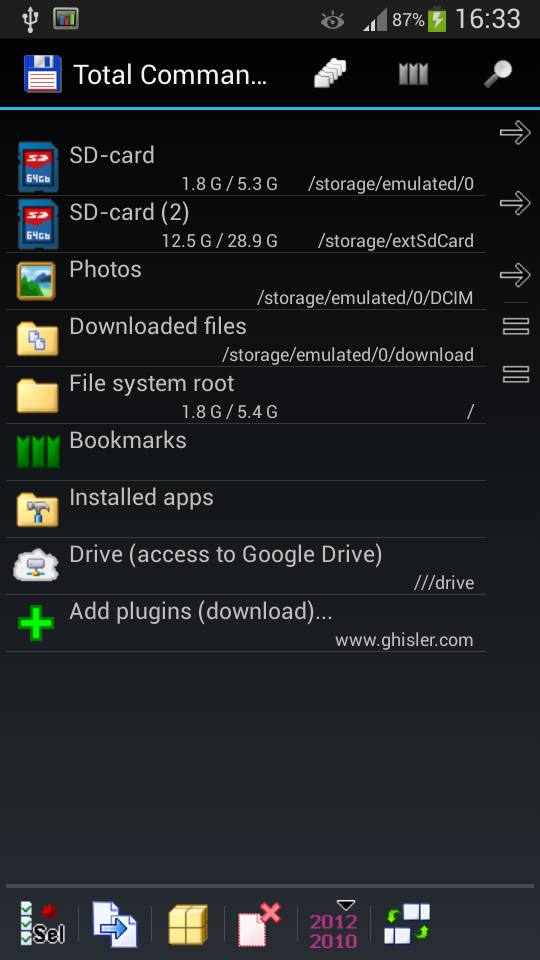 87% 16:33
Total Comman...
SD-card
1.8 G / 5.3 G /storage/emulated/0
SD-card (2)
12.5 G / 28.9 G /storage/extSdCard
Photos
/storage/emulated/0/DCIM
Downloaded files
/storage/emulated/0/download
File system root
1.8 G / 5.4 G /
Bookmarks
Installed apps
Drive (access to Google Drive)
///drive
Add plugins (download)...
www.ghisler.com
Sel
2012
2010
64Gb
64Gb